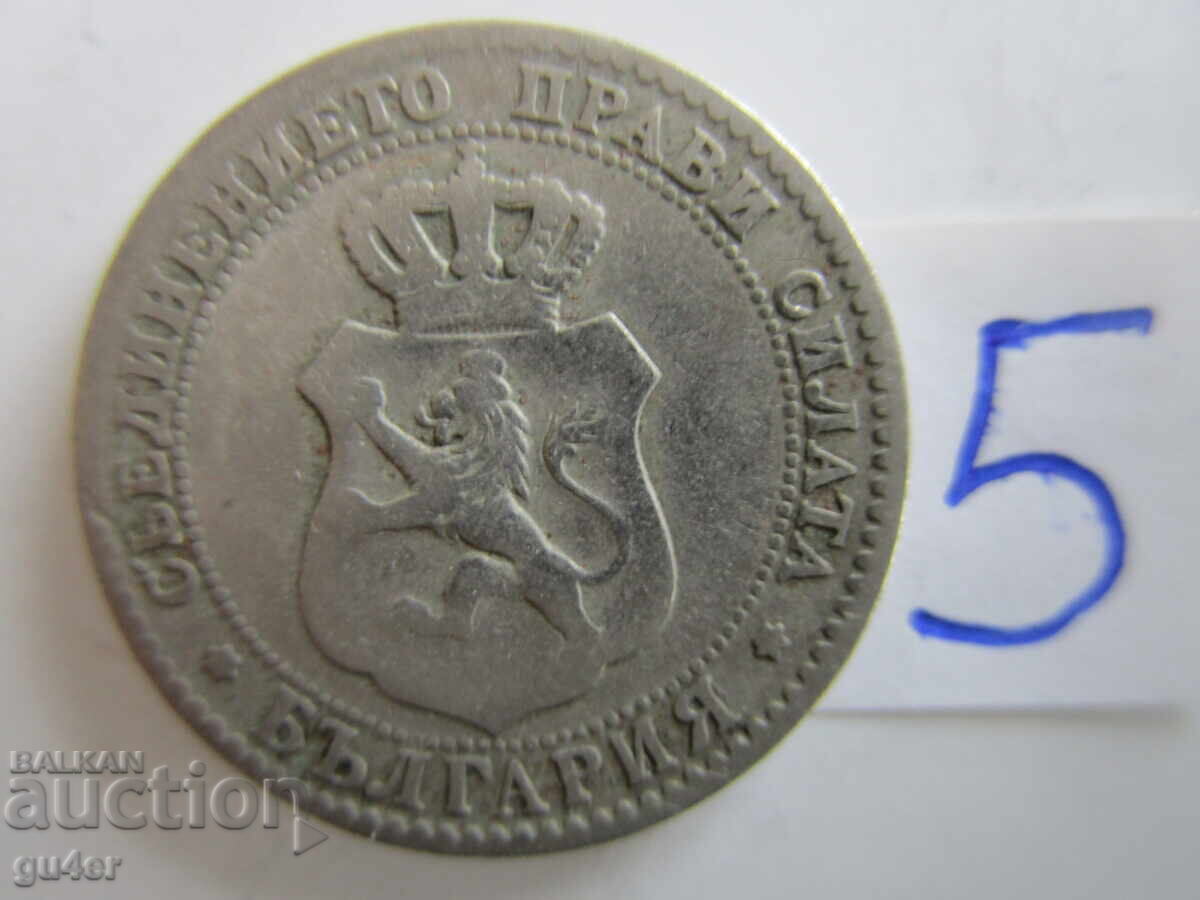 СЪЕДИНЕНИЕТО ПРАВИ СИЛАТА
* БЪЛГАРИЯ *
5
BALKAN
auction
gu4er